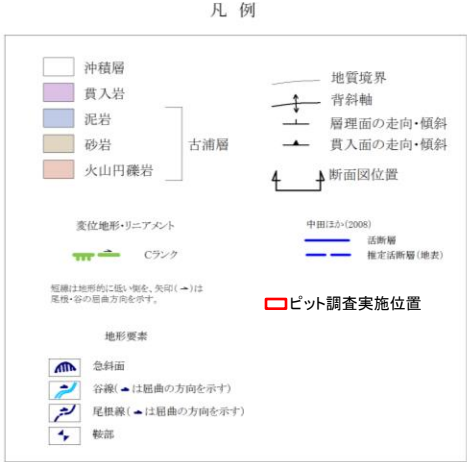 凡 例
沖積層
貫入岩
泥岩
砂岩
火山円礫岩
古浦層
地質境界
背斜軸
層理面の走向・傾斜
貫入面の走向・傾斜
断面図位置
変位地形・リニアメント
Cランク
短線は地形的に低い側を、矢印(→)は
尾根・谷の屈曲方向を示す。
中田ほか(2008)
活断層
推定活断層(地表)
ピット調査実施位置
地形要素
急斜面
谷線(→は屈曲の方向を示す)
尾根線(→は屈曲の方向を示す)
鞍部